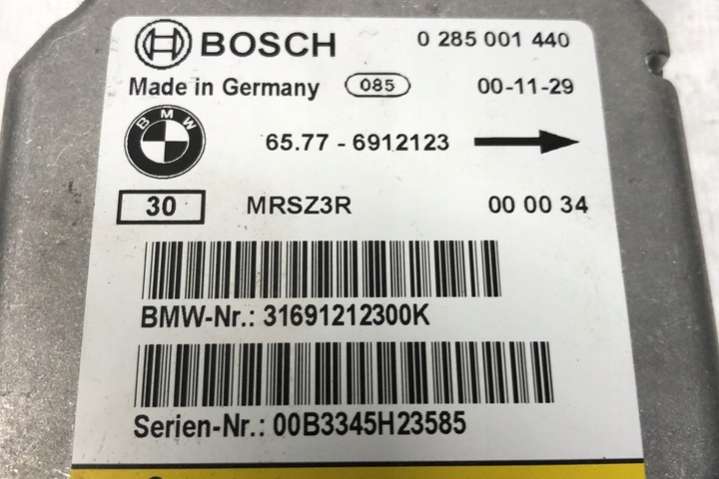 BOSCH 0 285 001 440
Made in Germany 085 00-11-29
BMW 65.77 - 6912123
30 MRSZ3R 00 00 34
BMW-Nr.: 31691212300K
Serien-Nr.: 00B3345H23585